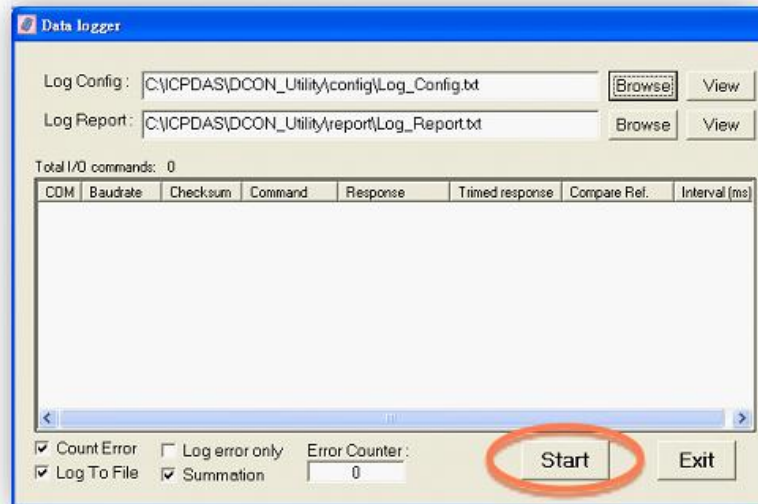 Data logger
Log Config : C:\ICPDAS\DCON_Utility\config\Log_Config.txt Browse View
Log Report : C:\ICPDAS\DCON_Utility\report\Log_Report.txt Browse View
Total I/O commands: 0
COM Baudrate Checksum Command Response Trimed response Compare Ref. Interval (ms)
Count Error Log error only Error Counter :
Log To File Summation 0 Start Exit